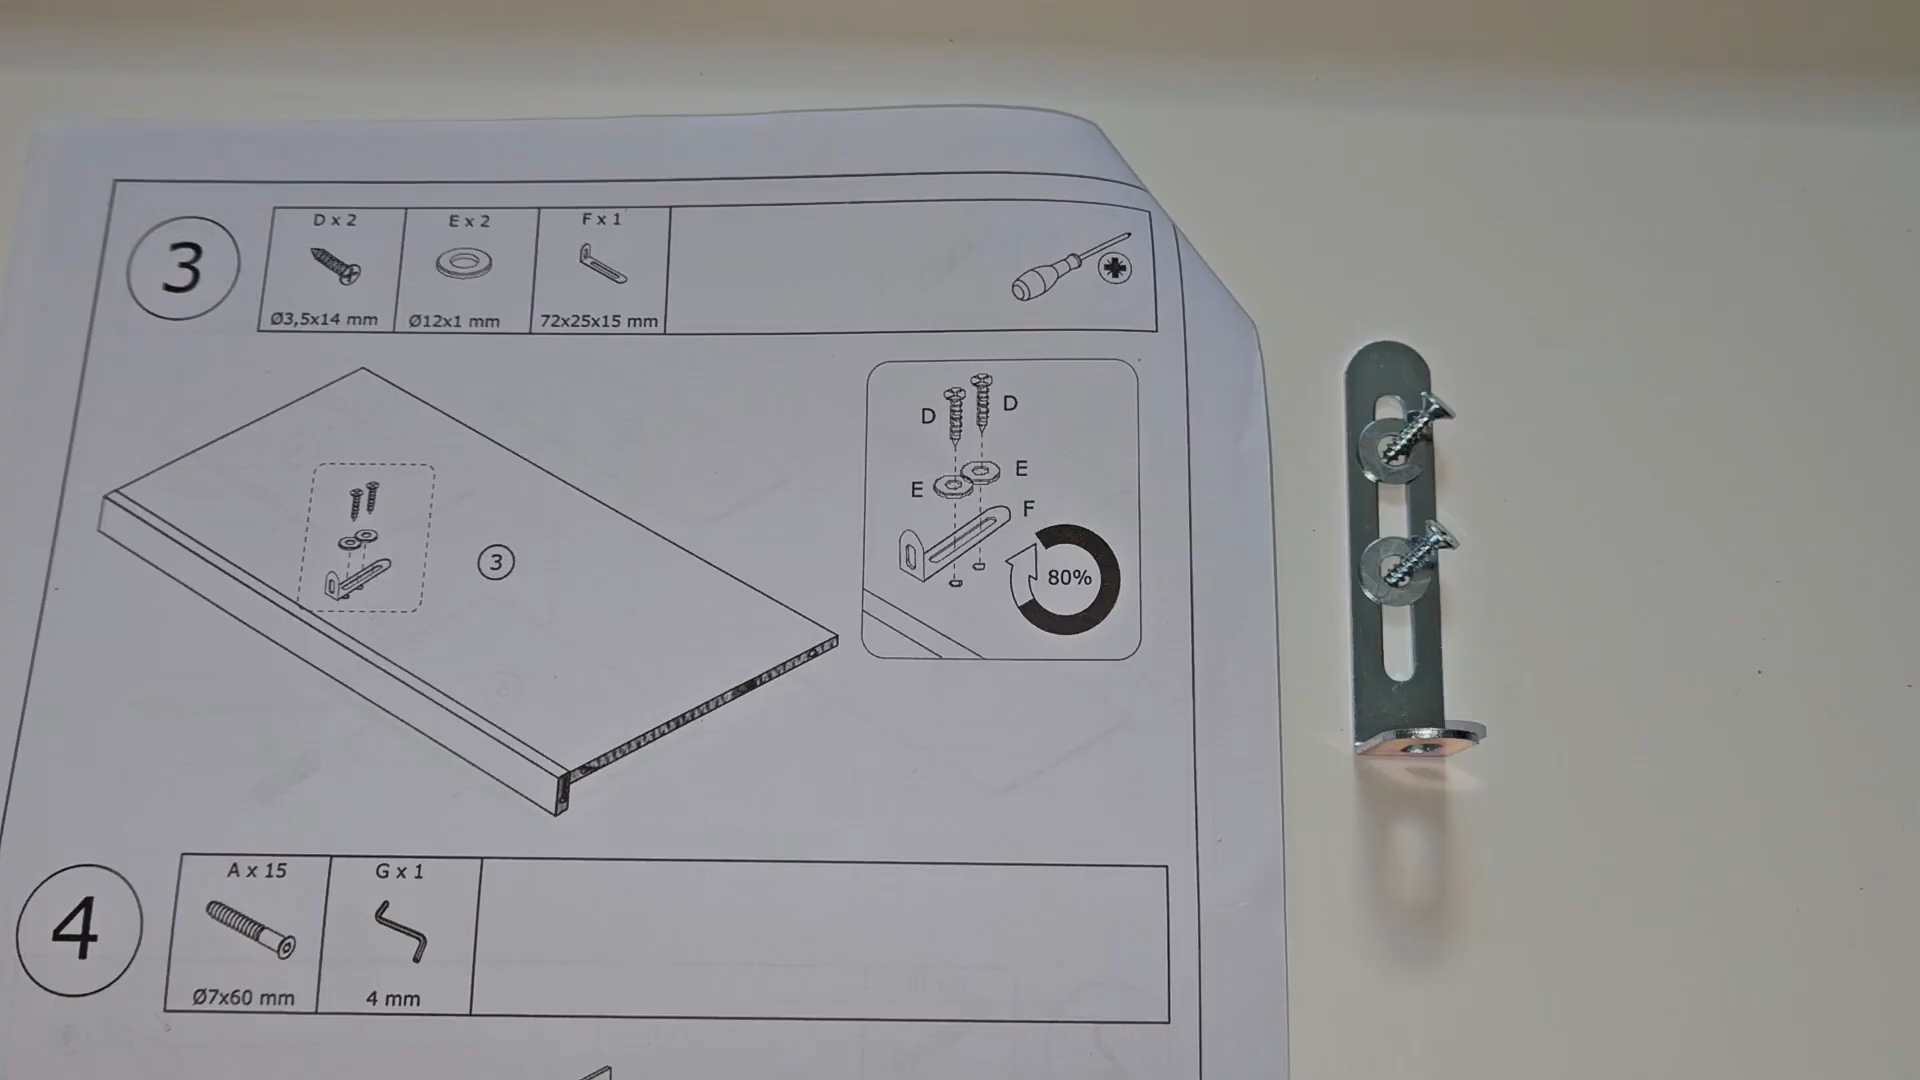 3
D x 2
E x 2
F x 1
Ø3,5x14 mm
Ø12x1 mm
72x25x15 mm
D
D
E
E
F
80%
3
4
A x 15
G x 1
Ø7x60 mm
4 mm